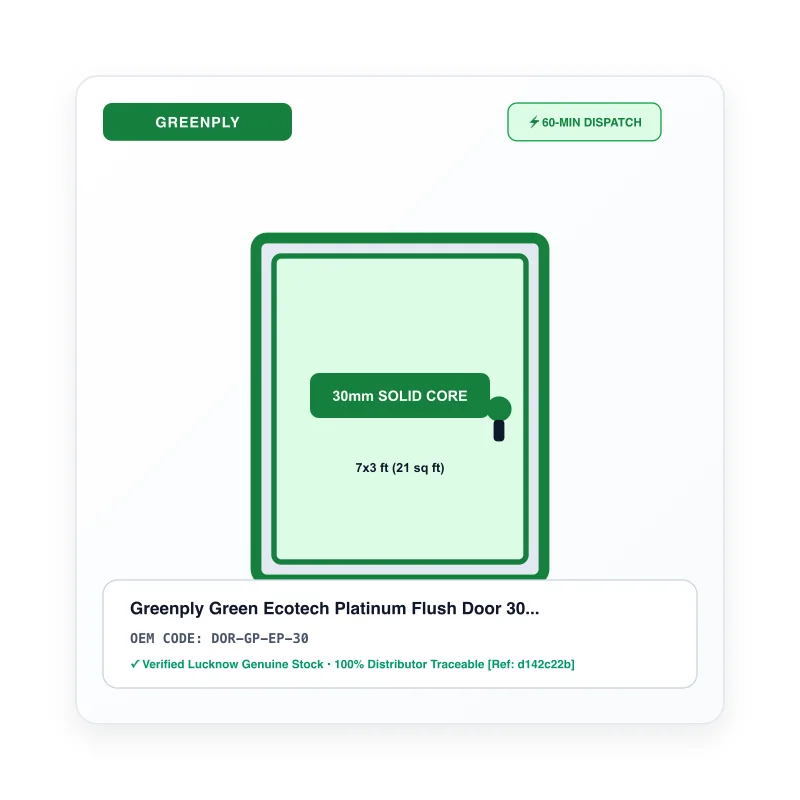 GREENPLY
⚡60-MIN DISPATCH
30mm SOLID CORE
7x3 ft (21 sq ft)
Greenply Green Ecotech Platinum Flush Door 30...
OEM CODE: DOR-GP-EP-30
✓ Verified Lucknow Genuine Stock · 100% Distributor Traceable [Ref: d142c22b]